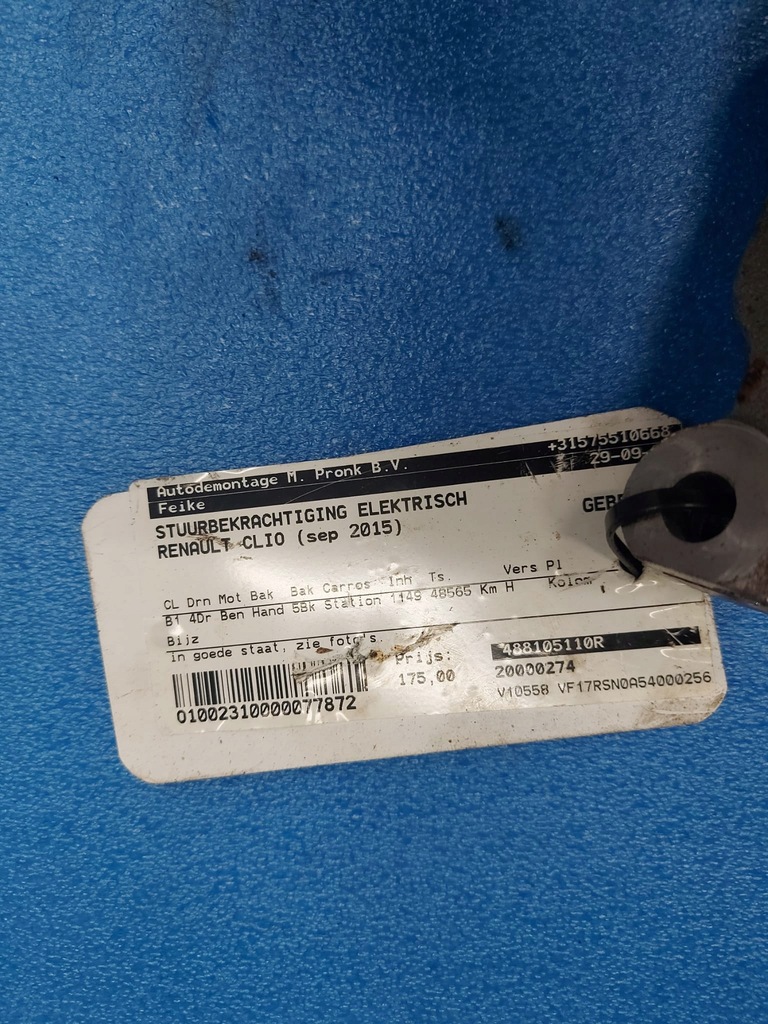 Autodemontage M. Pronk B.V. +31575510668
Feike 29-09-
STUURBEKRACHTIGING ELEKTRISCH
RENAULT CLIO (sep 2015)
CL Drn Mot Bak Bak Carros Inh Ts. Vers Pl
Bl 4Dr Ben Hand 5Bk Station 1149 48565 Km H Kolom
Bijz
in goede staat, zie foto's.
Prijs: 488105110R
175,00 20000274
01002310000077872 V10558 VF17RSN0A54000256